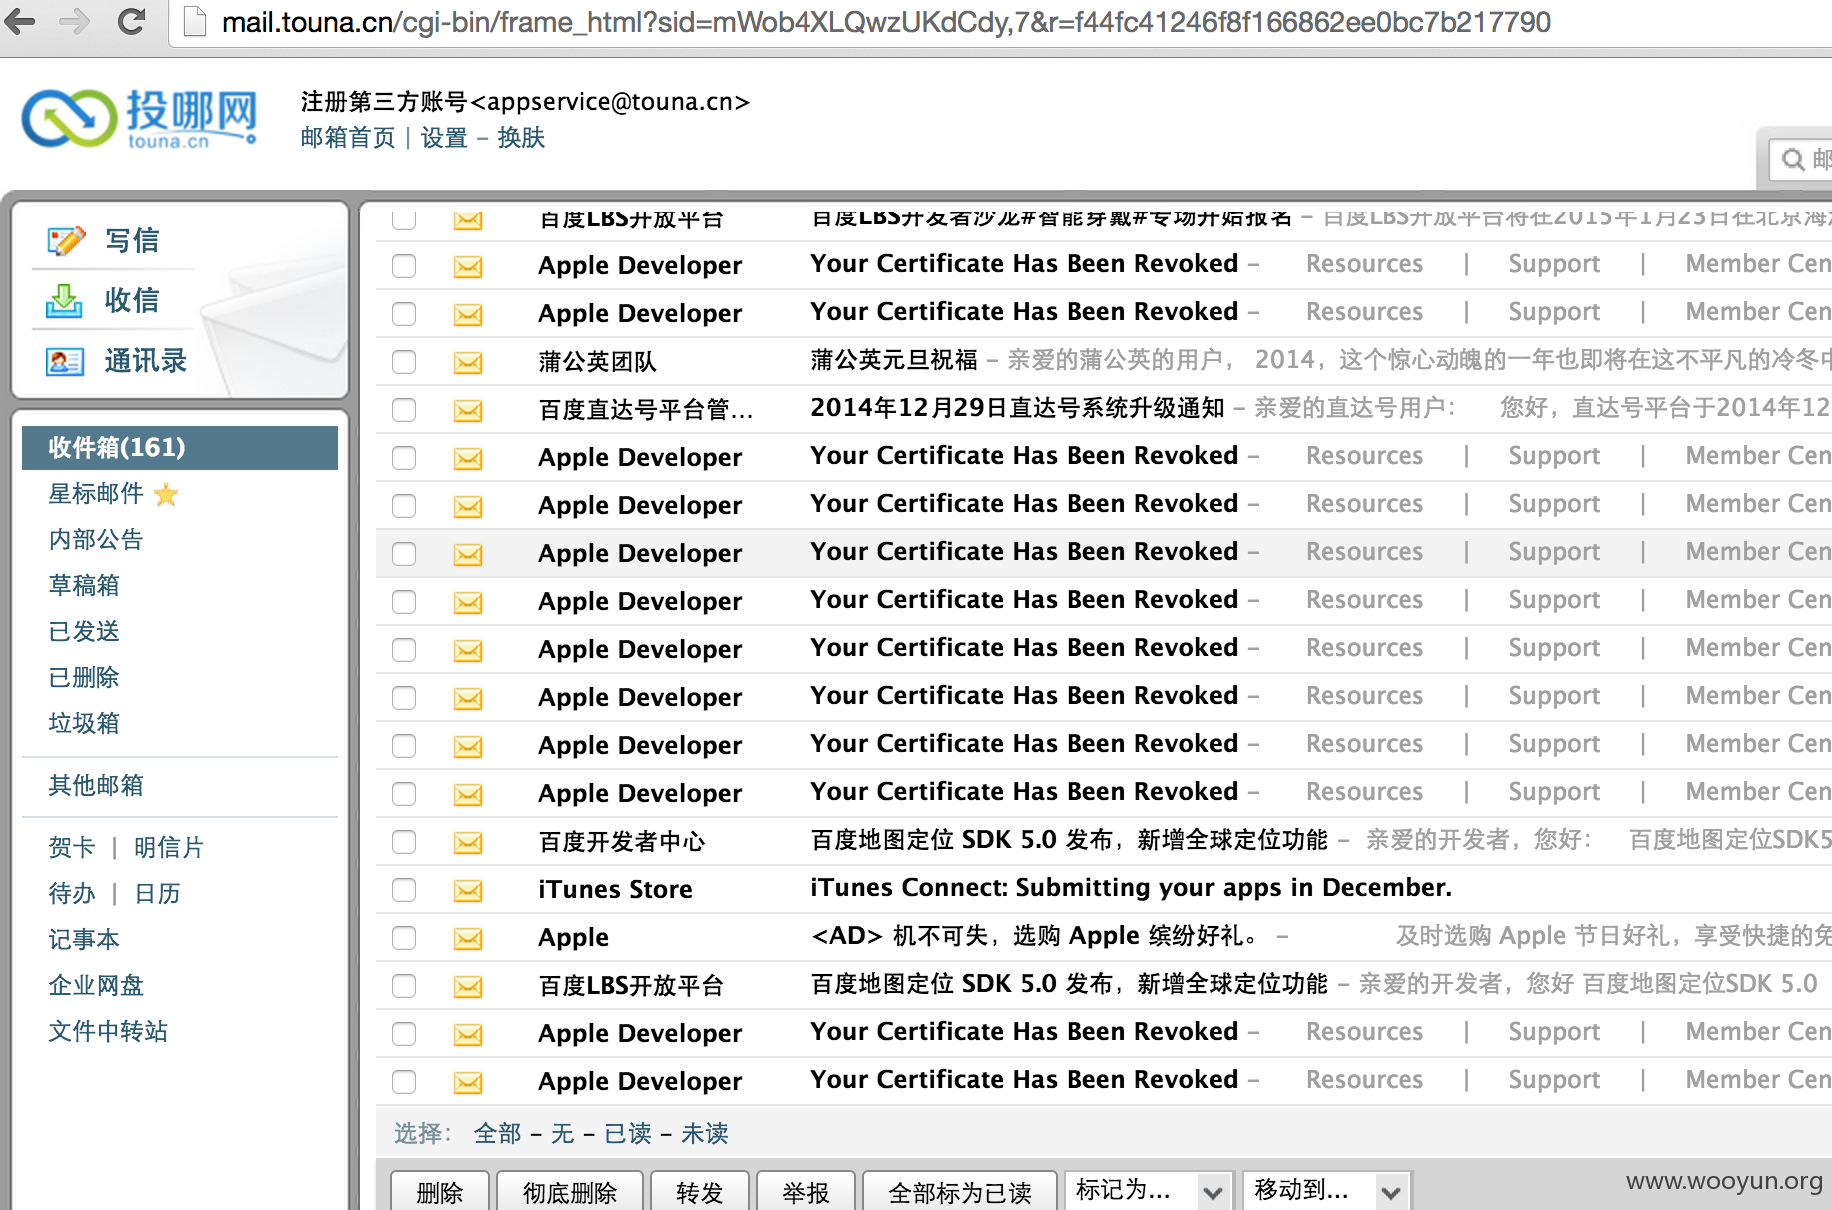 mail.touna.cn/cgi-bin/frame_html?sid=mWob4XLQwzUKdCdy,7&r=f44fc41246f8f166862ee0bc7b217790
投哪网
touna.cn
注册第三方账号<appservice@touna.cn>
邮箱首页 | 设置 - 换肤
邮
写信
收信
通讯录
收件箱(161)
星标邮件
内部公告
草稿箱
已发送
已删除
垃圾箱
其他邮箱
贺卡 | 明信片
待办 | 日历
记事本
企业网盘
文件中转站
百度LBS开放平台 百度LBS开发者沙龙#智能穿戴#专场开始报名 - 百度LBS开放平台将在2015年1月23日在北京海
Apple Developer Your Certificate Has Been Revoked - Resources | Support | Member Cen
Apple Developer Your Certificate Has Been Revoked - Resources | Support | Member Cen
蒲公英团队 蒲公英元旦祝福 - 亲爱的蒲公英的用户， 2014，这个惊心动魄的一年也即将在这不平凡的冷冬中
百度直达号平台管... 2014年12月29日直达号系统升级通知 - 亲爱的直达号用户： 您好，直达号平台于2014年12
Apple Developer Your Certificate Has Been Revoked - Resources | Support | Member Cen
Apple Developer Your Certificate Has Been Revoked - Resources | Support | Member Cen
Apple Developer Your Certificate Has Been Revoked - Resources | Support | Member Cen
Apple Developer Your Certificate Has Been Revoked - Resources | Support | Member Cen
Apple Developer Your Certificate Has Been Revoked - Resources | Support | Member Cen
Apple Developer Your Certificate Has Been Revoked - Resources | Support | Member Cen
Apple Developer Your Certificate Has Been Revoked - Resources | Support | Member Cen
Apple Developer Your Certificate Has Been Revoked - Resources | Support | Member Cen
百度开发者中心 百度地图定位 SDK 5.0 发布，新增全球定位功能 - 亲爱的开发者，您好： 百度地图定位SDK5
iTunes Store iTunes Connect: Submitting your apps in December.
Apple <AD> 机不可失，选购 Apple 缤纷好礼。 - 及时选购 Apple 节日好礼，享受快捷的免
百度LBS开放平台 百度地图定位 SDK 5.0 发布，新增全球定位功能 - 亲爱的开发者，您好 百度地图定位SDK 5.0
Apple Developer Your Certificate Has Been Revoked - Resources | Support | Member Cen
Apple Developer Your Certificate Has Been Revoked - Resources | Support | Member Cen
选择： 全部 - 无 - 已读 - 未读
删除 彻底删除 转发 举报 全部标为已读 标记为... 移动到...
www.wooyun.org